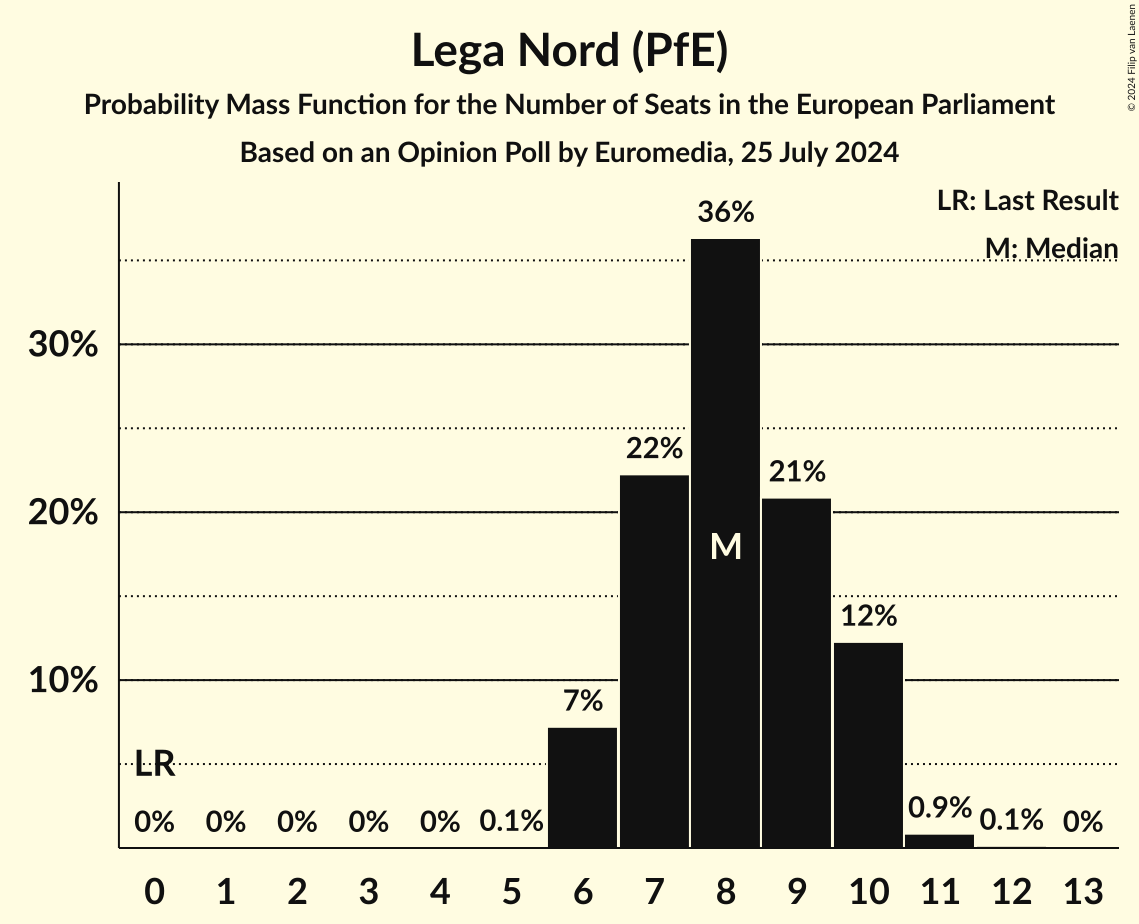 Lega Nord (PfE)
Probability Mass Function for the Number of Seats in the European Parliament
Based on an Opinion Poll by Euromedia, 25 July 2024
© 2024 Filip van Laenen
LR: Last Result
M: Median
30%
20%
10%
LR
0%
0%
0%
0%
0%
0.1%
7%
22%
36%
M
21%
12%
0.9%
0.1%
0%
0 1 2 3 4 5 6 7 8 9 10 11 12 13